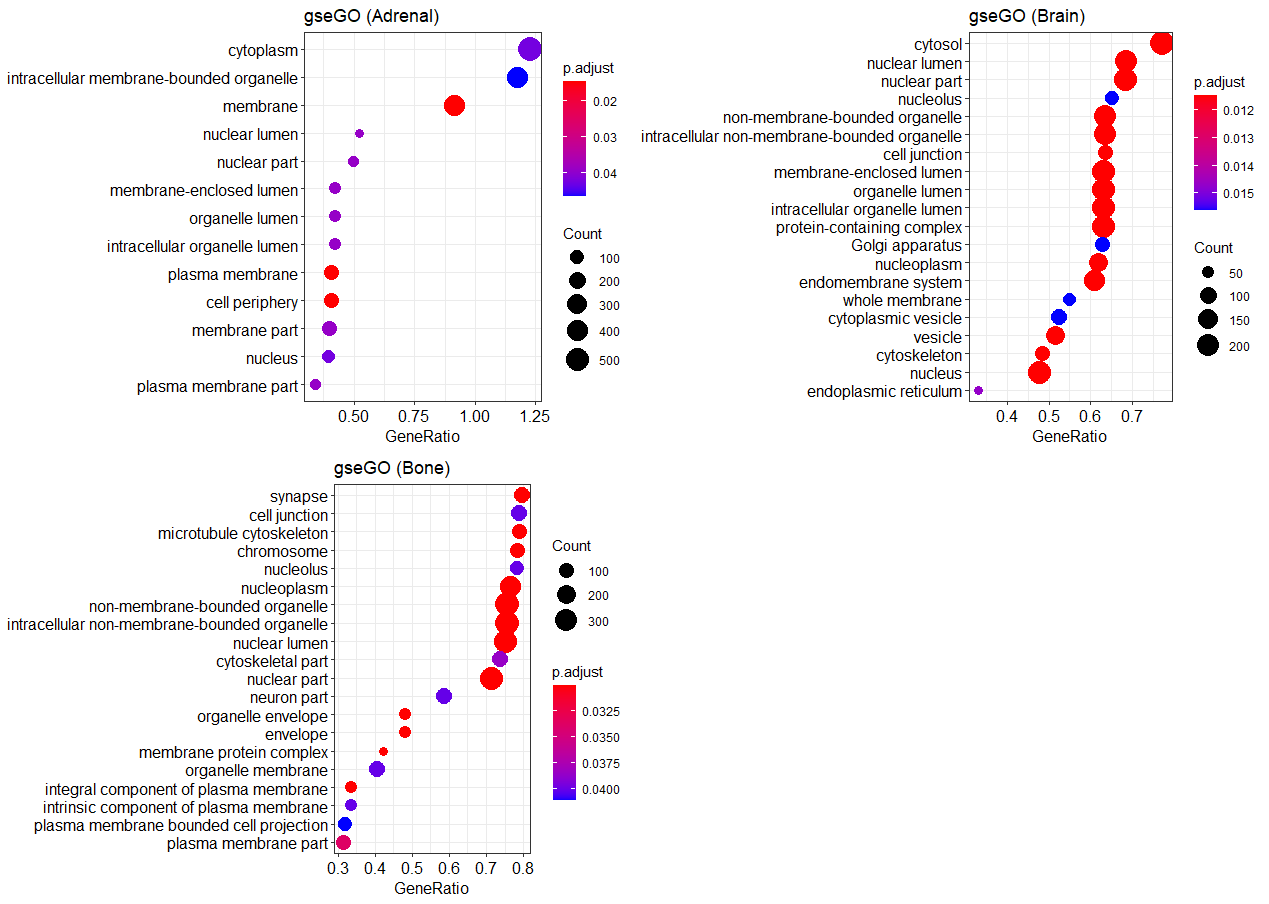 gseGO (Adrenal)
cytoplasm
intracellular membrane-bounded organelle
membrane
nuclear lumen
nuclear part
membrane-enclosed lumen
organelle lumen
intracellular organelle lumen
plasma membrane
cell periphery
membrane part
nucleus
plasma membrane part
0.50 0.75 1.00 1.25
GeneRatio
p.adjust
0.02
0.03
0.04
Count
100
200
300
400
500
gseGO (Brain)
cytosol
nuclear lumen
nuclear part
nucleolus
non-membrane-bounded organelle
intracellular non-membrane-bounded organelle
cell junction
membrane-enclosed lumen
organelle lumen
intracellular organelle lumen
protein-containing complex
Golgi apparatus
nucleoplasm
endomembrane system
whole membrane
cytoplasmic vesicle
vesicle
cytoskeleton
nucleus
endoplasmic reticulum
0.4 0.5 0.6 0.7
GeneRatio
p.adjust
0.012
0.013
0.014
0.015
Count
50
100
150
200
gseGO (Bone)
synapse
cell junction
microtubule cytoskeleton
chromosome
nucleolus
nucleoplasm
non-membrane-bounded organelle
intracellular non-membrane-bounded organelle
nuclear lumen
cytoskeletal part
nuclear part
neuron part
organelle envelope
envelope
membrane protein complex
organelle membrane
integral component of plasma membrane
intrinsic component of plasma membrane
plasma membrane bounded cell projection
plasma membrane part
0.3 0.4 0.5 0.6 0.7 0.8
GeneRatio
Count
100
200
300
p.adjust
0.0325
0.0350
0.0375
0.0400